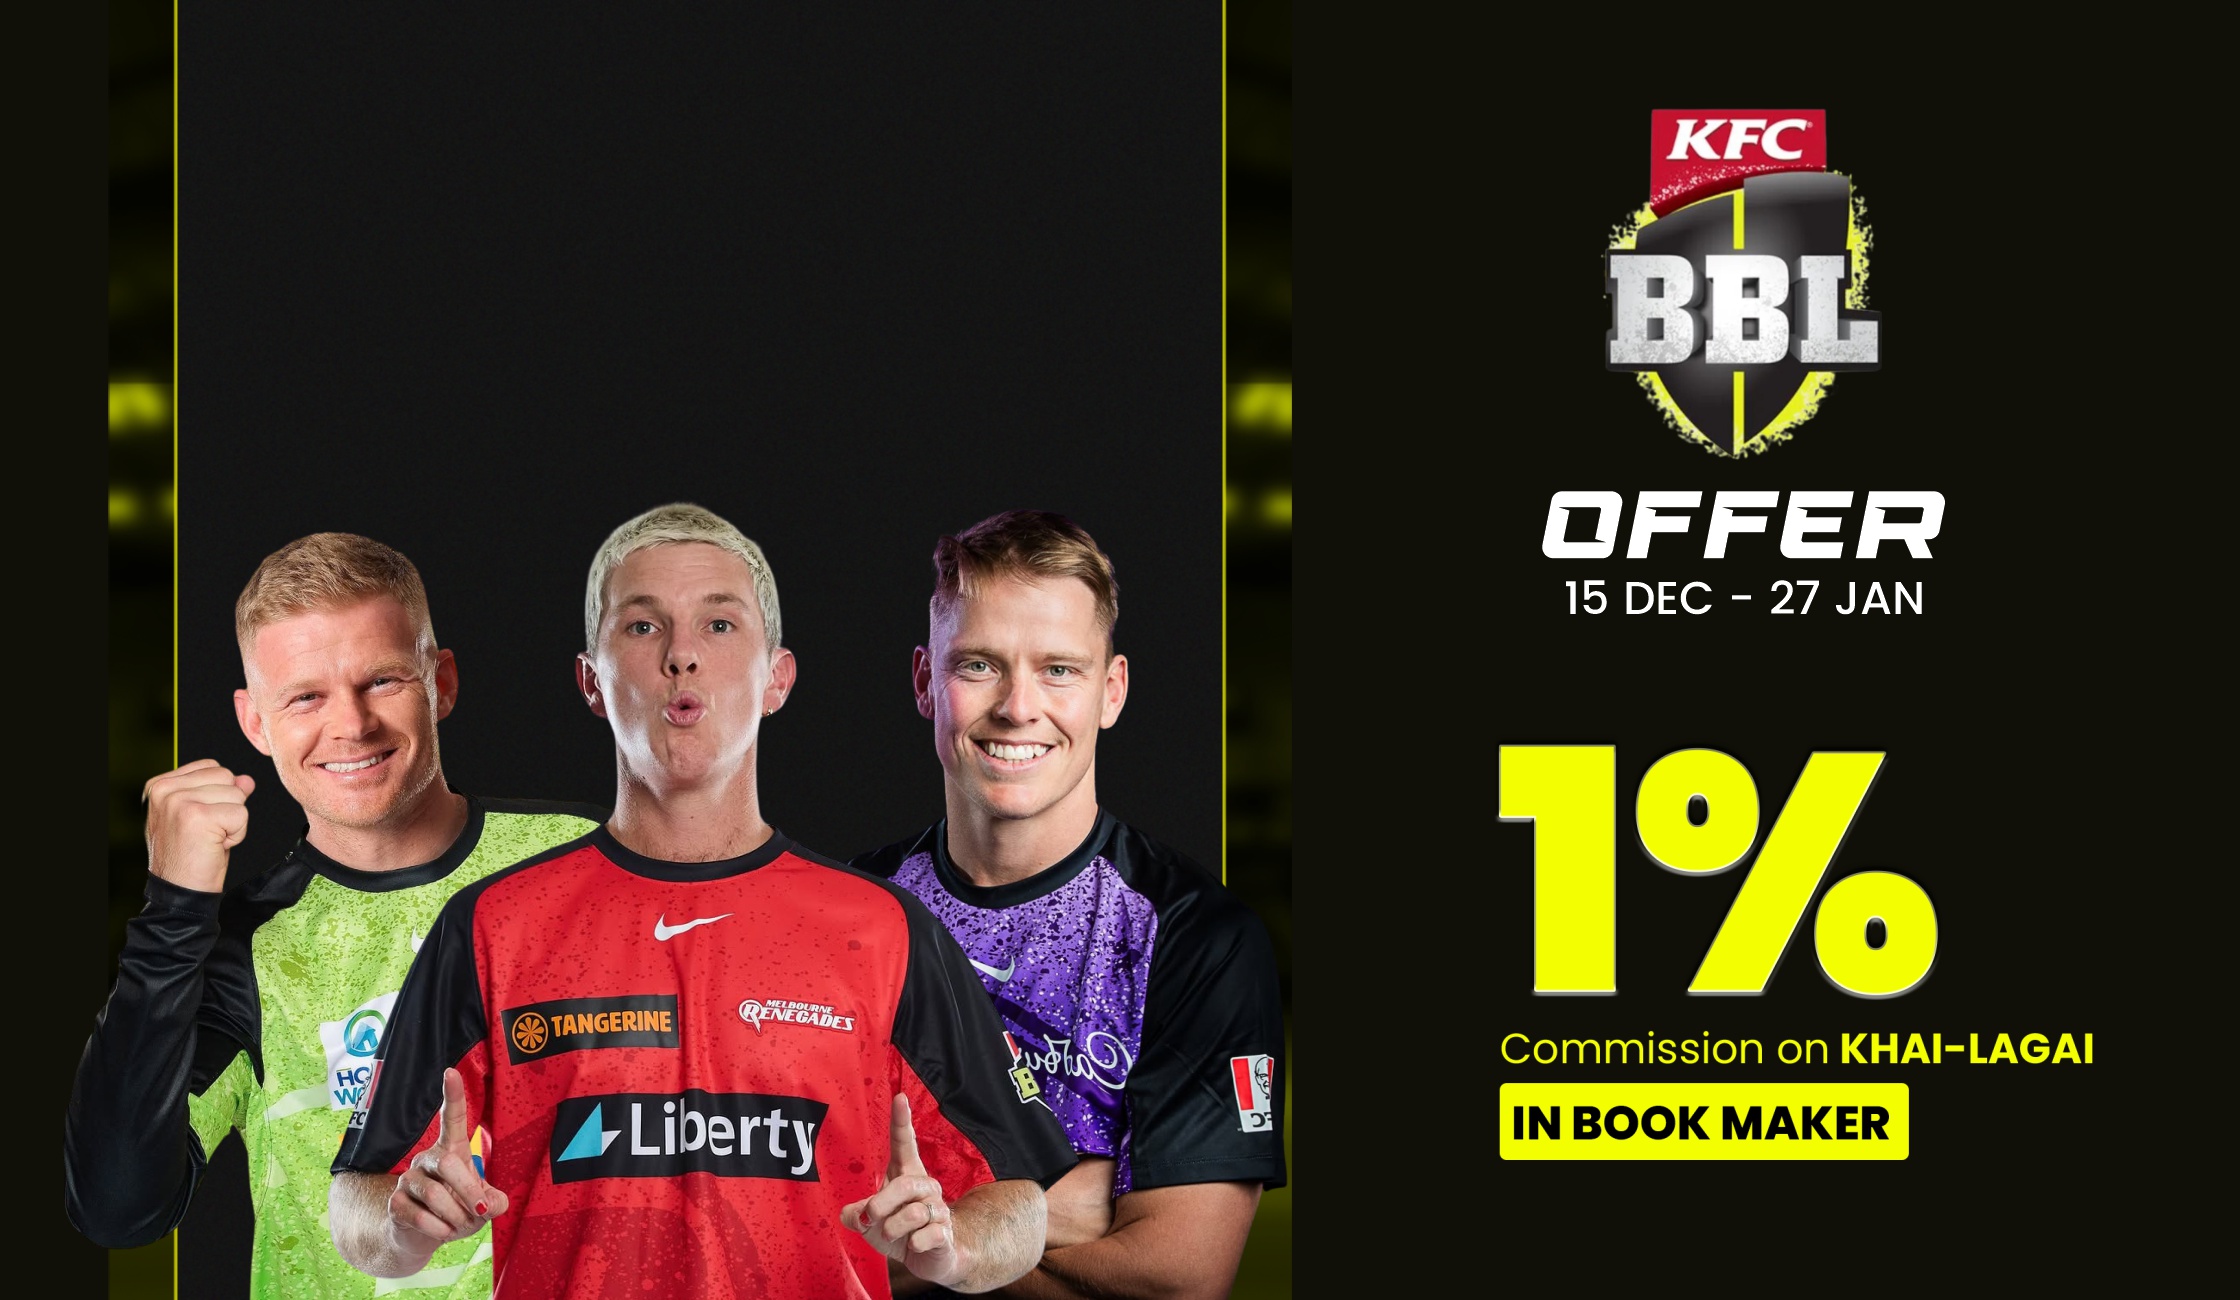 KFC
BBL
OFFER
15 DEC - 27 JAN
1%
Commission on KHAI-LAGAI
IN BOOK MAKER
TANGERINE
MELBOURNE
RENEGADES
Liberty
Cadbury
B